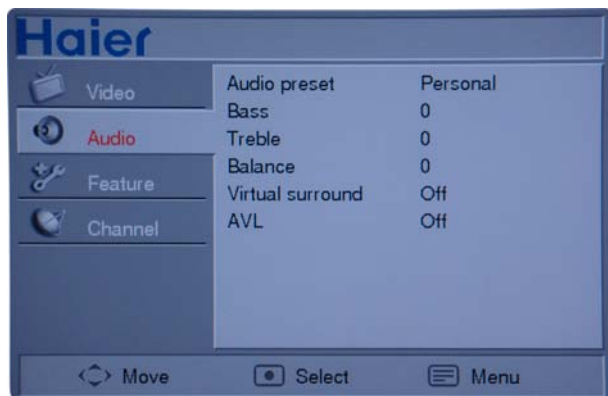 Haier
Video
Audio
Feature
Channel
Audio preset Personal
Bass 0
Treble 0
Balance 0
Virtual surround Off
AVL Off
Move Select Menu